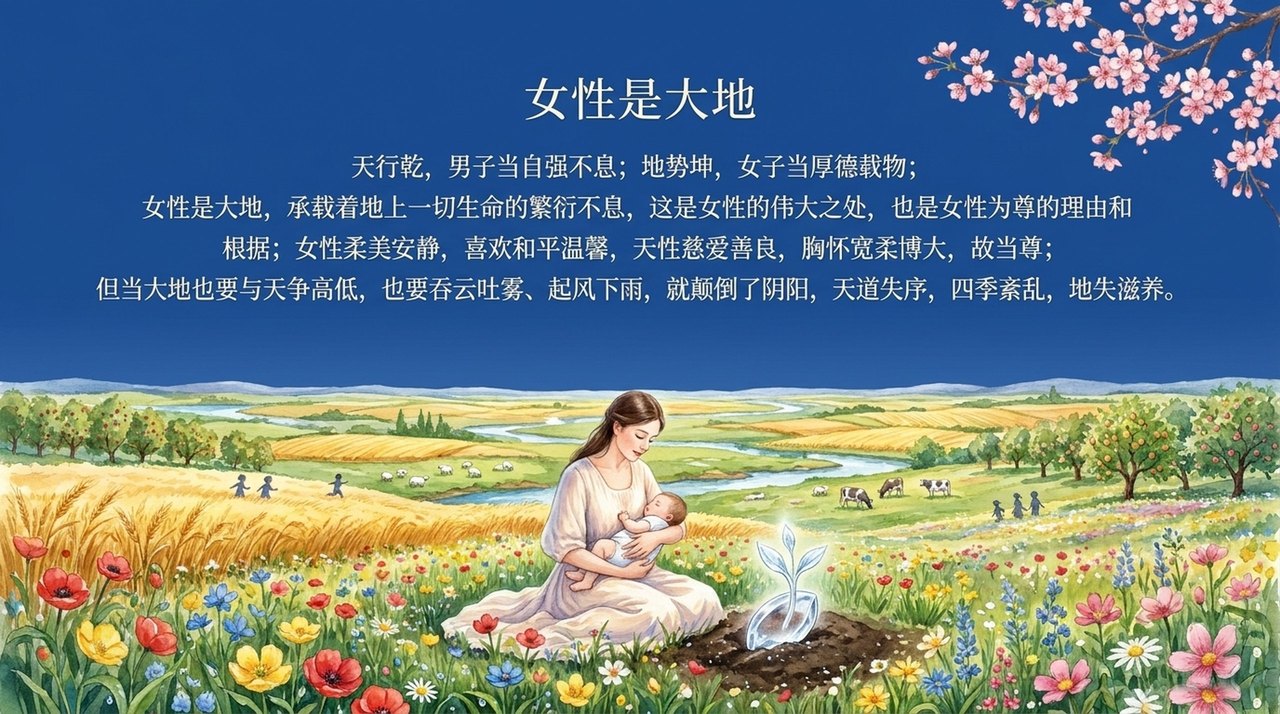 女性是大地
天行乾，男子当自强不息；地势坤，女子当厚德载物；
女性是大地，承载着地上一切生命的繁衍不息，这是女性的伟大之处，也是女性为尊的理由和
根据；女性柔美安静，喜欢和平温馨，天性慈爱善良，胸怀宽柔博大，故当尊；
但当大地也要与天争高低，也要吞云吐雾、起风下雨，就颠倒了阴阳，天道失序，四季紊乱，地失滋养。